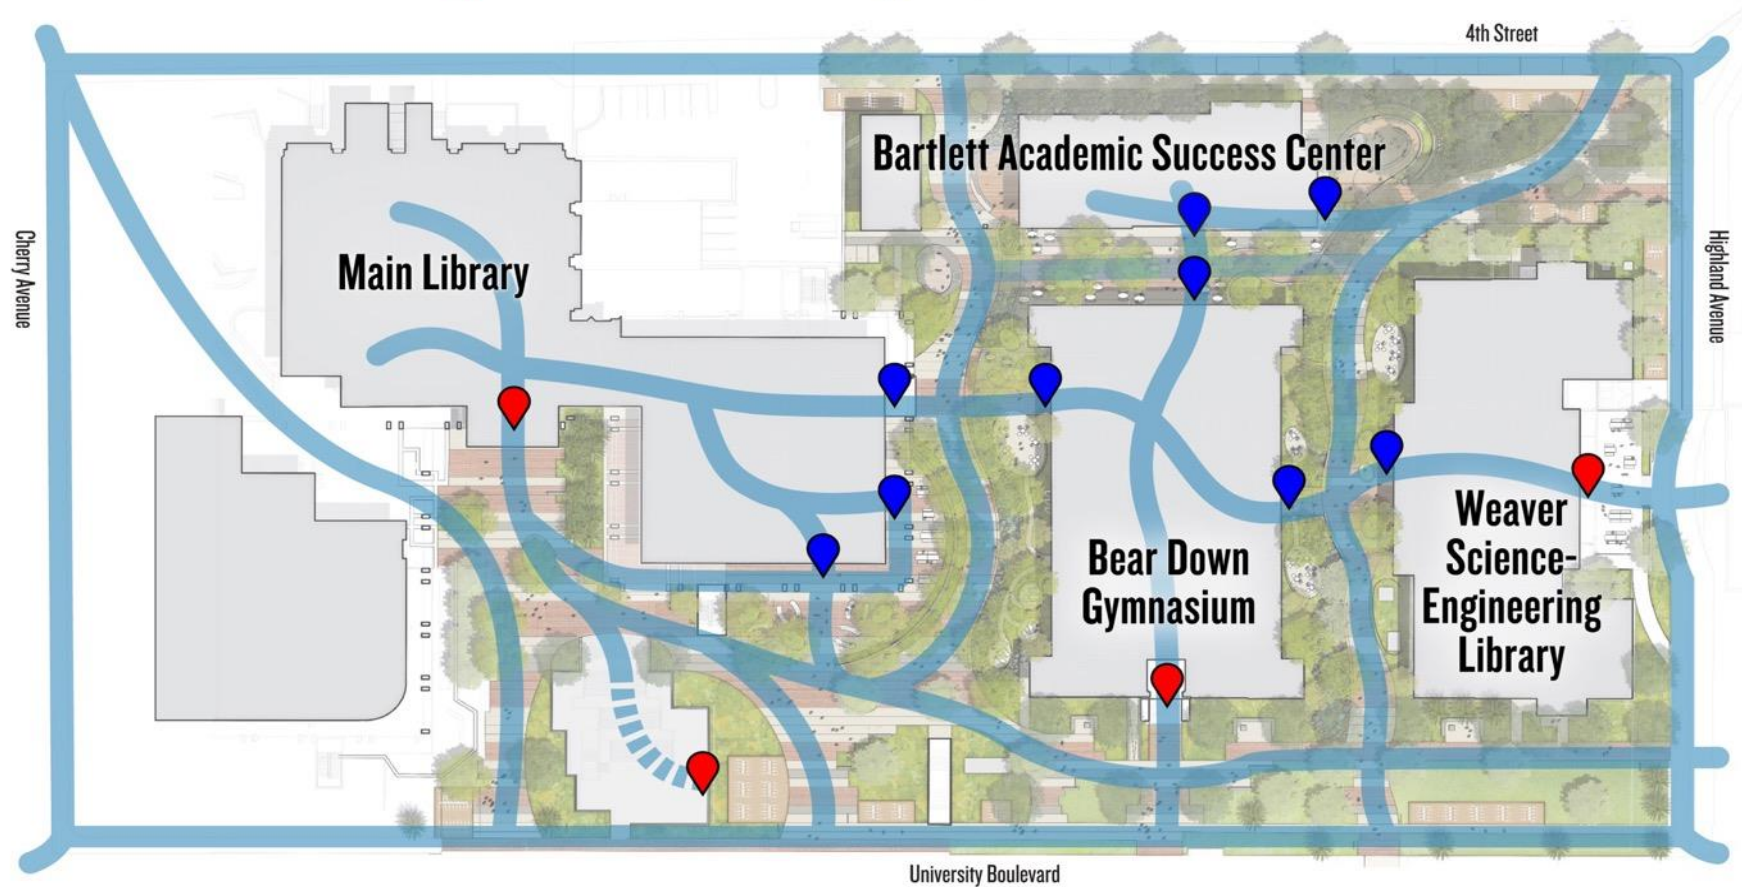 4th Street
Bartlett Academic Success Center
Main Library
Cherry Avenue
Highland Avenue
Weaver
Science-
Engineering
Library
Bear Down
Gymnasium
University Boulevard